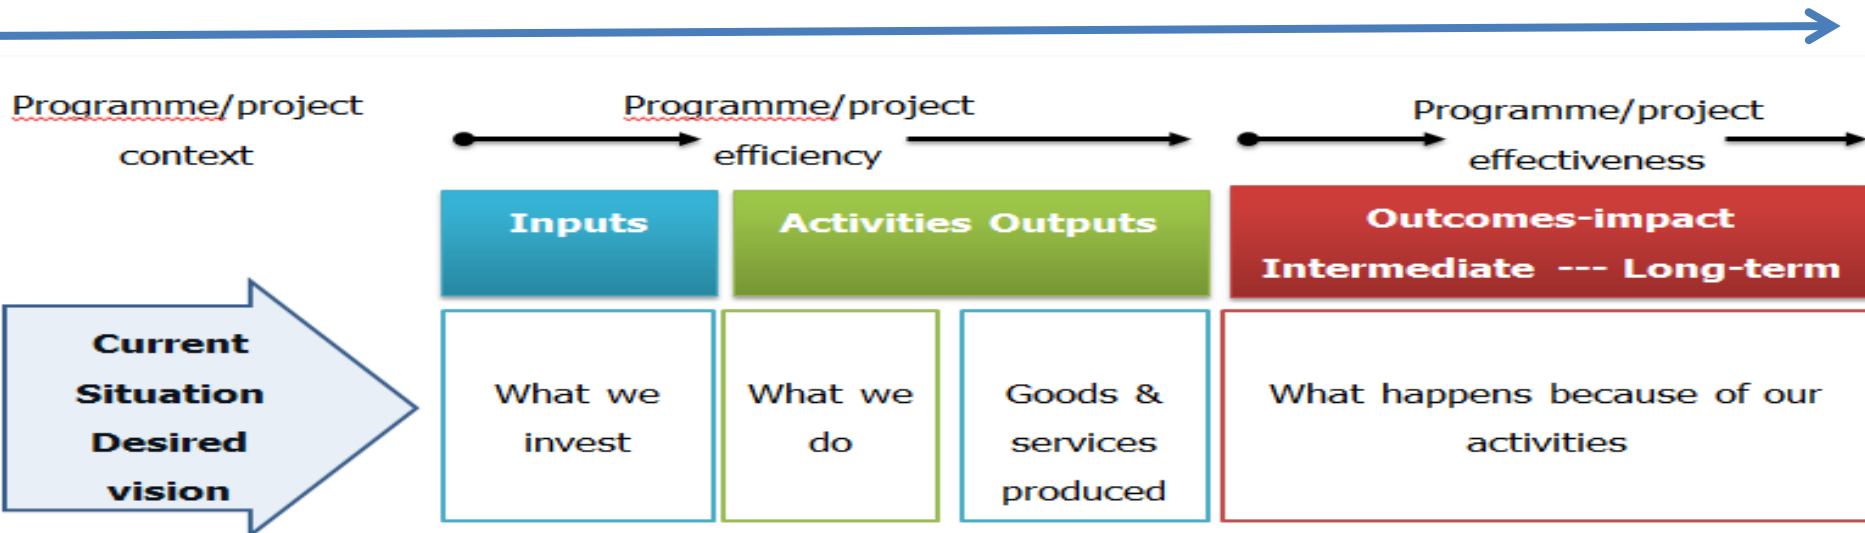 Programme/project
context
Programme/project
efficiency
Programme/project
effectiveness
Inputs
Activities Outputs
Outcomes-impact
Intermediate --- Long-term
Current
Situation
Desired
vision
What we
invest
What we
do
Goods &
services
produced
What happens because of our
activities